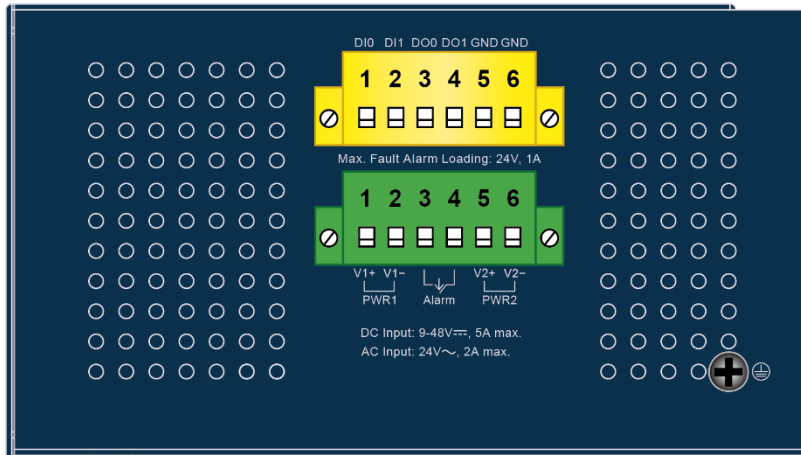 DI0 DI1 DO0 DO1 GND GND
1 2 3 4 5 6
Max. Fault Alarm Loading: 24V, 1A
1 2 3 4 5 6
V1+ V1− V2+ V2−
PWR1 Alarm PWR2
DC Input: 9-48V⎓, 5A max.
AC Input: 24V～, 2A max.